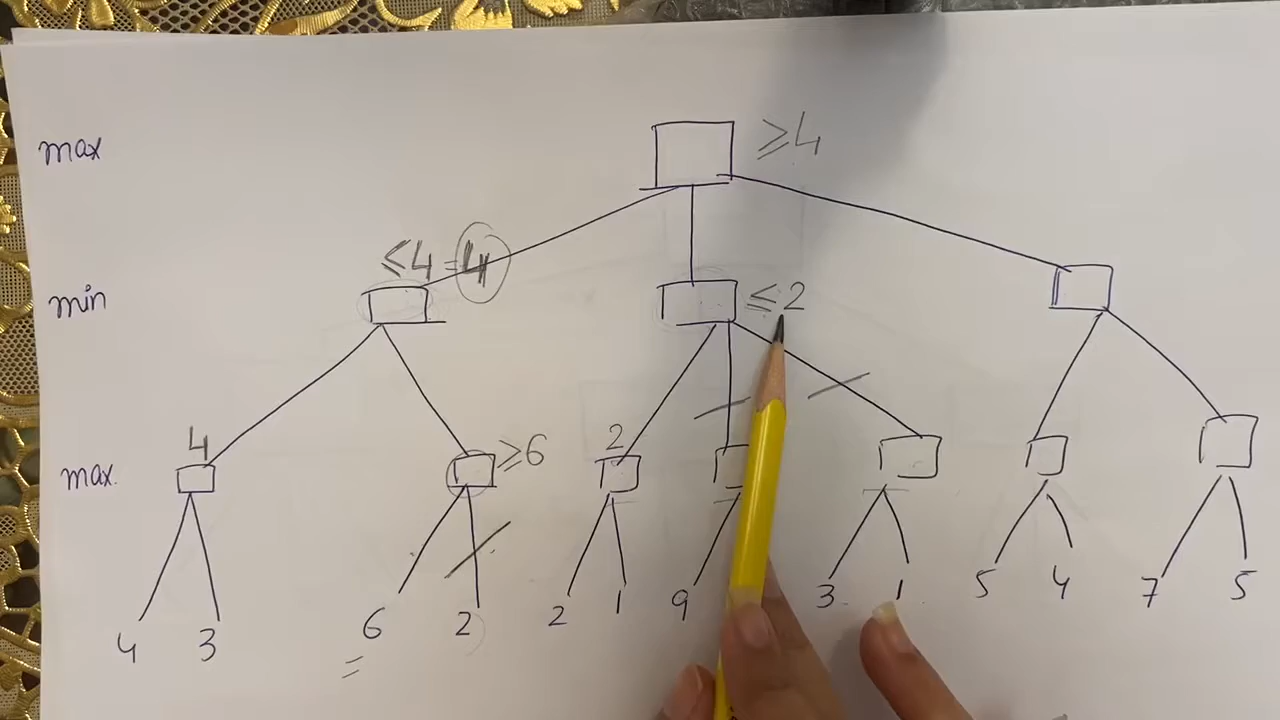 max ≥4
≤4 =4
min ≤2
4 ≥6 2
max.
4 3 6 2 2 1 9 3 1 5 4 7 5
=